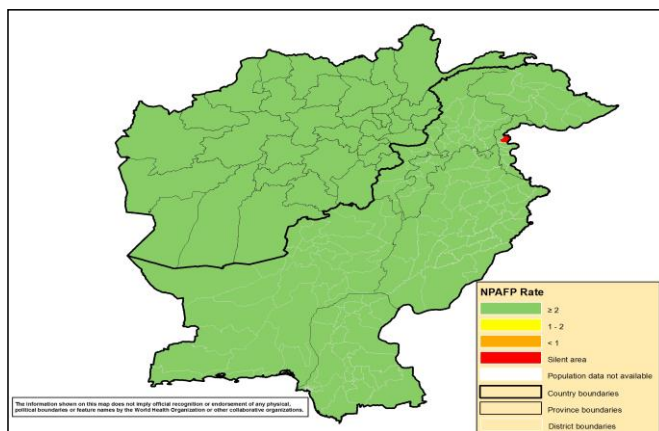 NPAFP Rate
≥ 2
1 - 2
< 1
Silent area
Population data not available
Country boundaries
Province boundaries
District boundaries
The information shown on this map does not imply official recognition or endorsement of any physical,
political boundaries or feature names by the World Health Organization or other collaborative organizations.